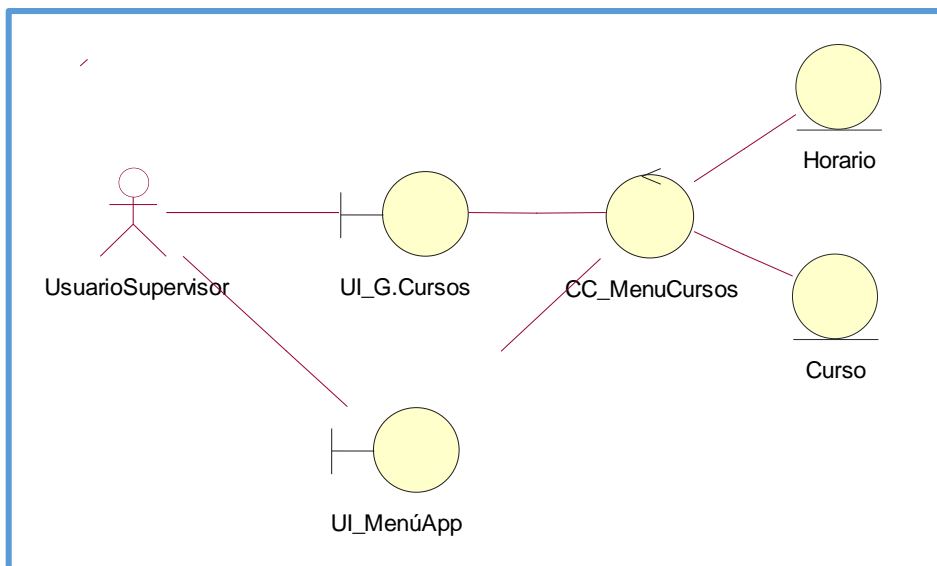 Horario
UsuarioSupervisor
UI_G.Cursos
CC_MenuCursos
Curso
UI_MenúApp